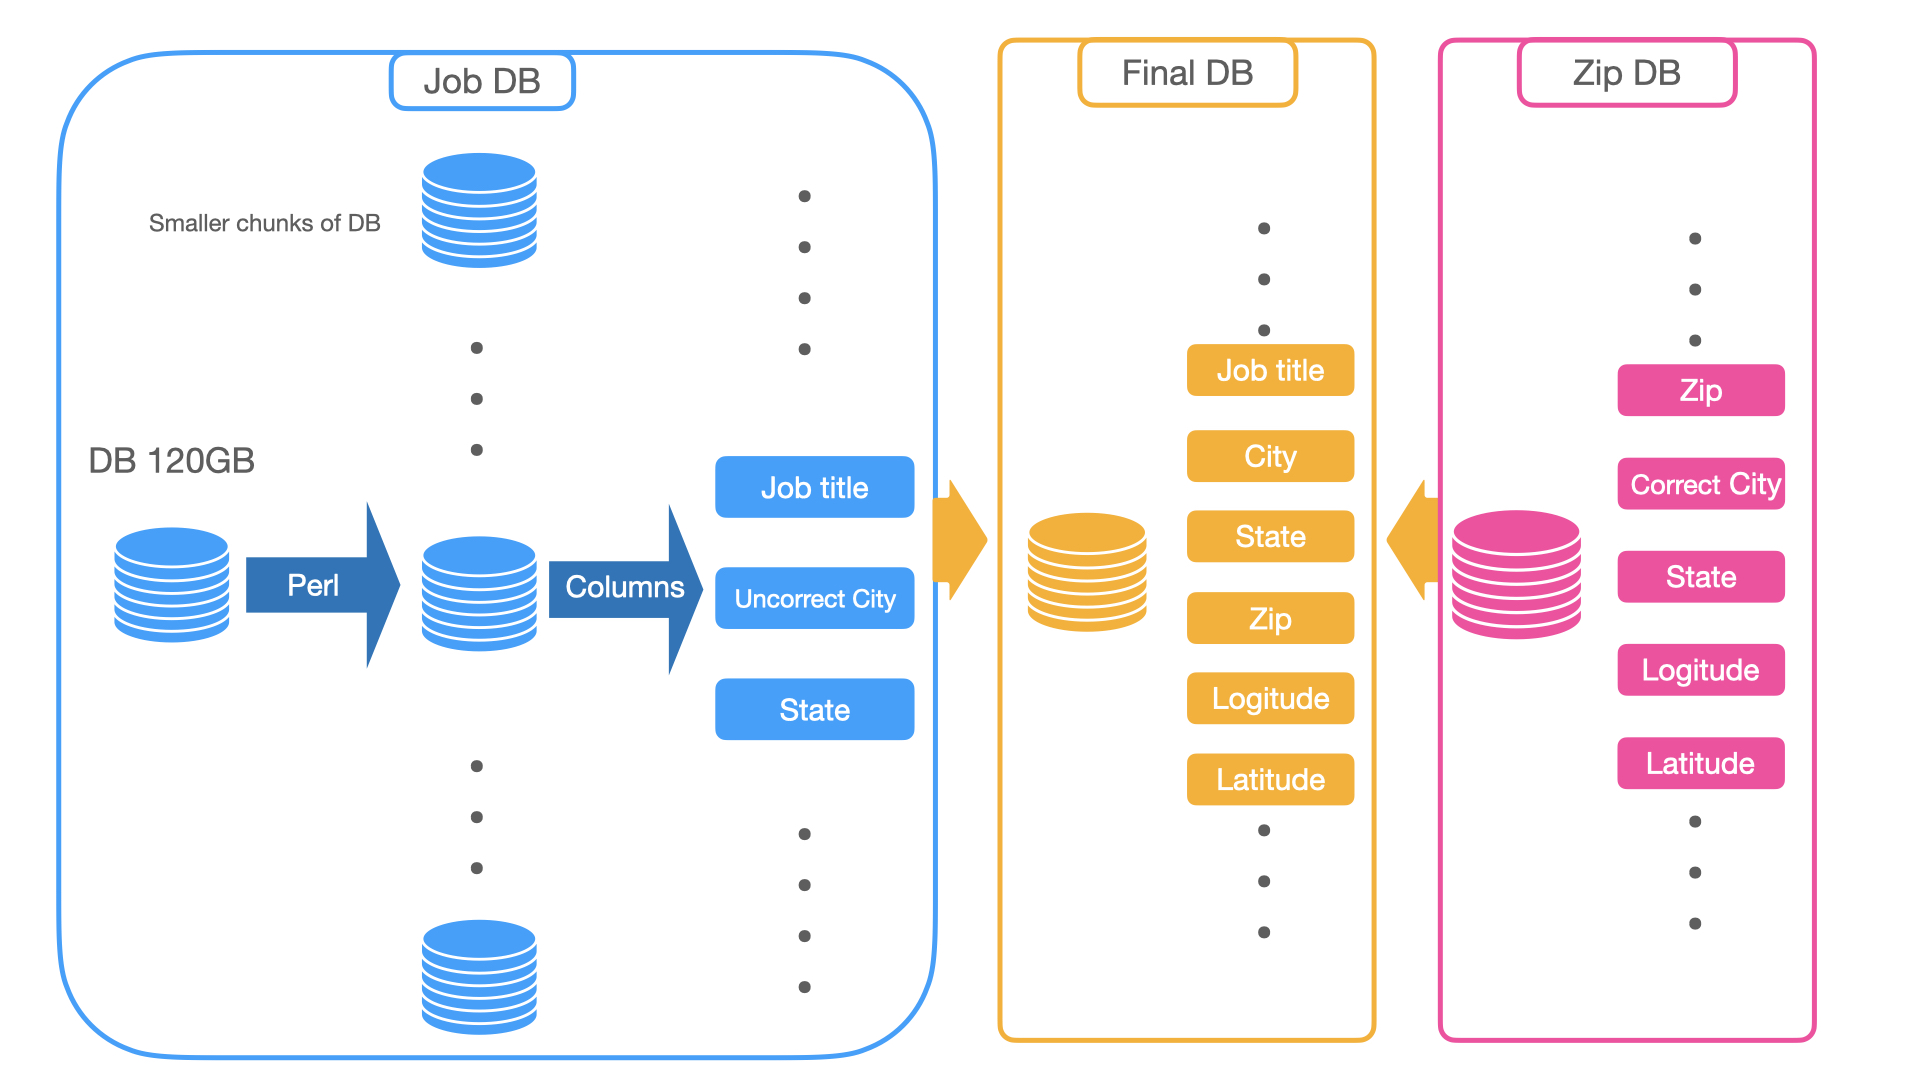 Job DB
Smaller chunks of DB
DB 120GB
Perl
Columns
Job title
Uncorrect City
State
Final DB
Job title
City
State
Zip
Logitude
Latitude
Zip DB
Zip
Correct City
State
Logitude
Latitude